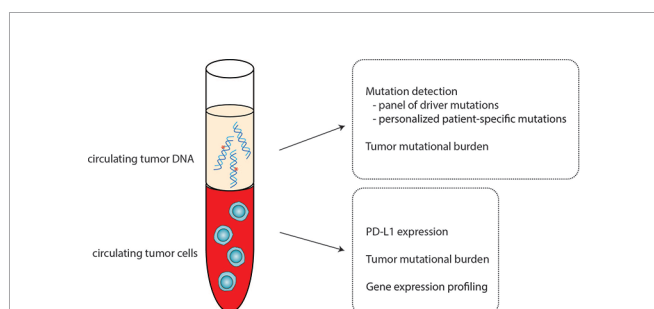 Mutation detection
- panel of driver mutations
- personalized patient-specific mutations
Tumor mutational burden
circulating tumor DNA
PD-L1 expression
circulating tumor cells
Tumor mutational burden
Gene expression profiling